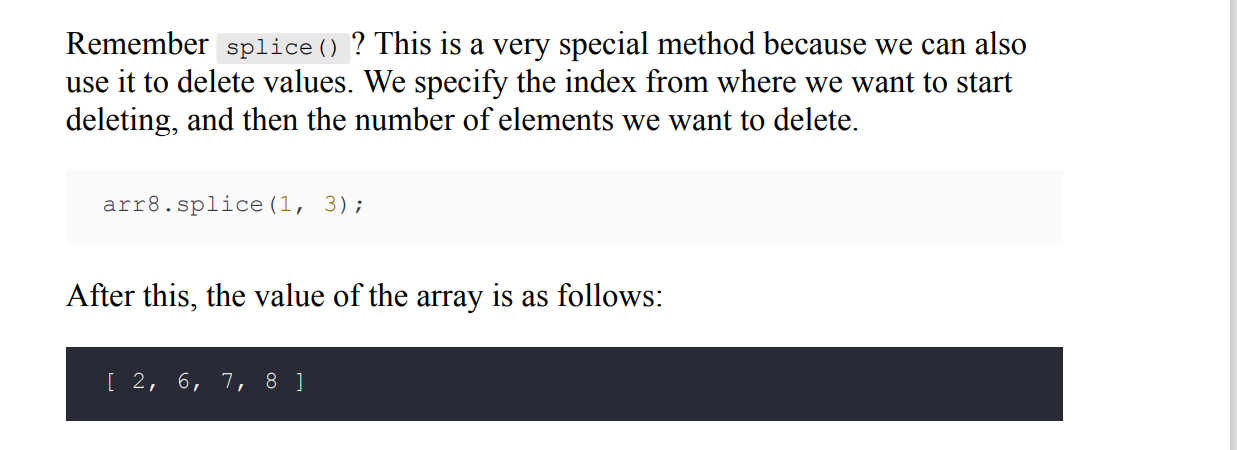 Remember splice() ? This is a very special method because we can also
use it to delete values. We specify the index from where we want to start
deleting, and then the number of elements we want to delete.
arr8.splice(1, 3);
After this, the value of the array is as follows:
[ 2, 6, 7, 8 ]